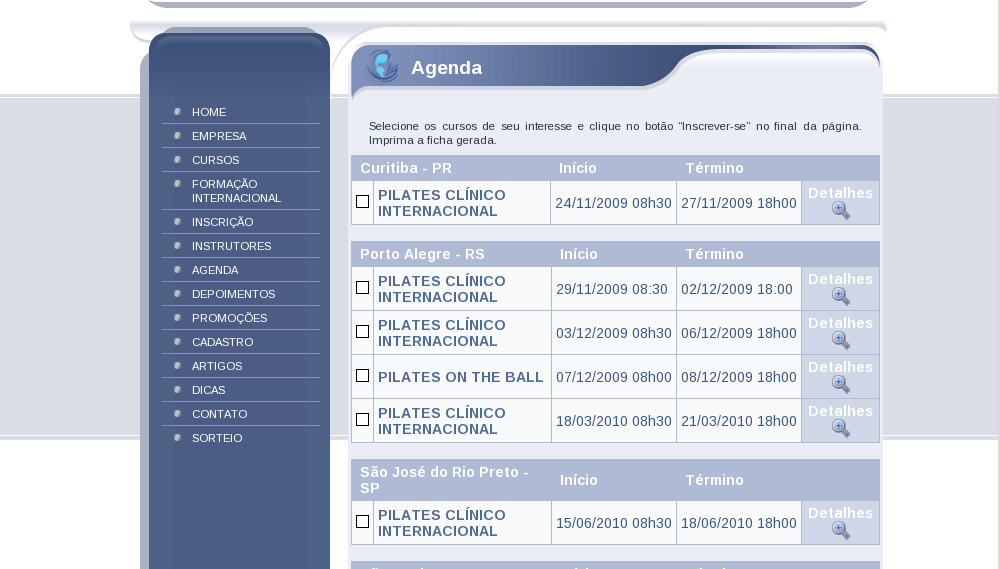 Agenda
HOME
EMPRESA
CURSOS
FORMAÇÃO
INTERNACIONAL
INSCRIÇÃO
INSTRUTORES
AGENDA
DEPOIMENTOS
PROMOÇÕES
CADASTRO
ARTIGOS
DICAS
CONTATO
SORTEIO
Selecione os cursos de seu interesse e clique no botão “Inscrever-se” no final da página.
Imprima a ficha gerada.
Curitiba - PR Início Término
PILATES CLÍNICO
INTERNACIONAL
24/11/2009 08h30 27/11/2009 18h00 Detalhes
Porto Alegre - RS Início Término
PILATES CLÍNICO
INTERNACIONAL
29/11/2009 08:30 02/12/2009 18:00 Detalhes
PILATES CLÍNICO
INTERNACIONAL
03/12/2009 08h30 06/12/2009 18h00 Detalhes
PILATES ON THE BALL 07/12/2009 08h00 08/12/2009 18h00 Detalhes
PILATES CLÍNICO
INTERNACIONAL
18/03/2010 08h30 21/03/2010 18h00 Detalhes
São José do Rio Preto -
SP
Início Término
PILATES CLÍNICO
INTERNACIONAL
15/06/2010 08h30 18/06/2010 18h00 Detalhes